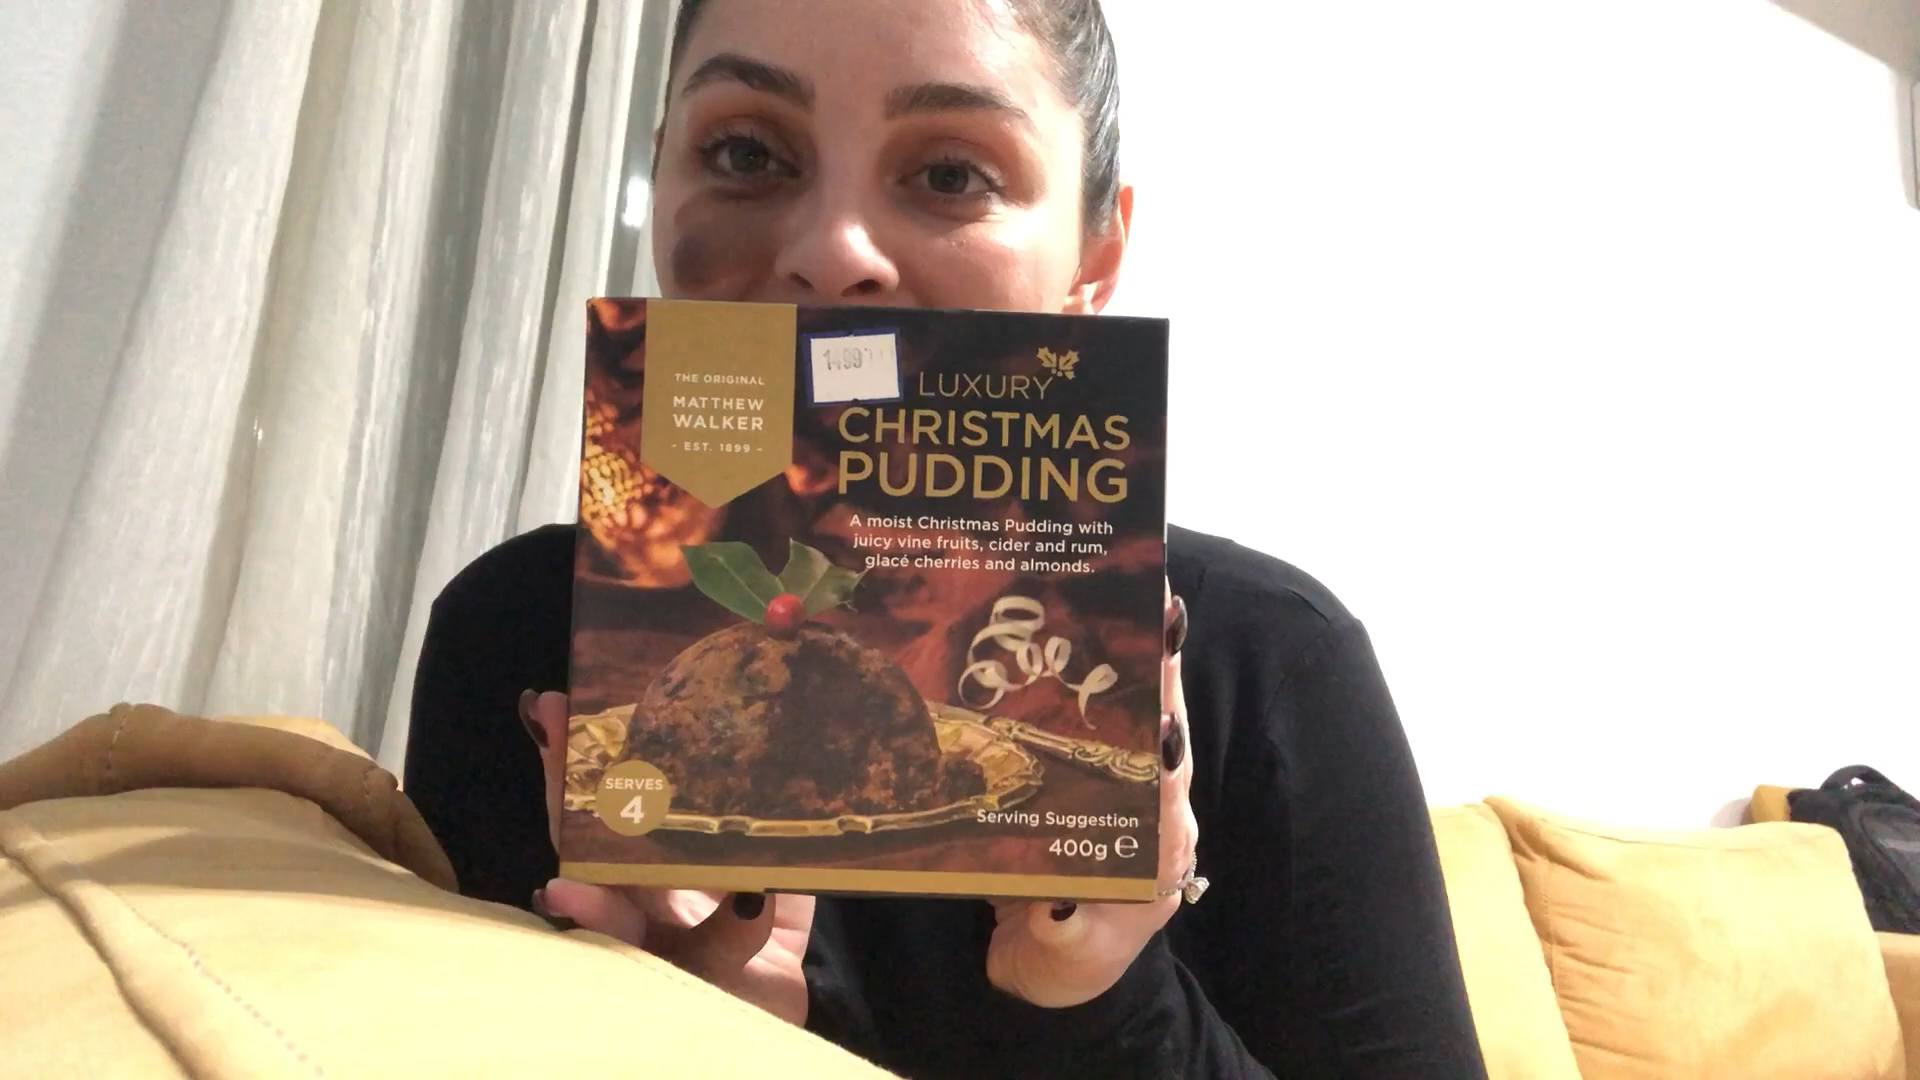 THE ORIGINAL
MATTHEW
WALKER
- EST. 1899 -
LUXURY
CHRISTMAS
PUDDING
A moist Christmas Pudding with
juicy vine fruits, cider and rum,
glacé cherries and almonds.
SERVES
4
Serving Suggestion
400g ℮